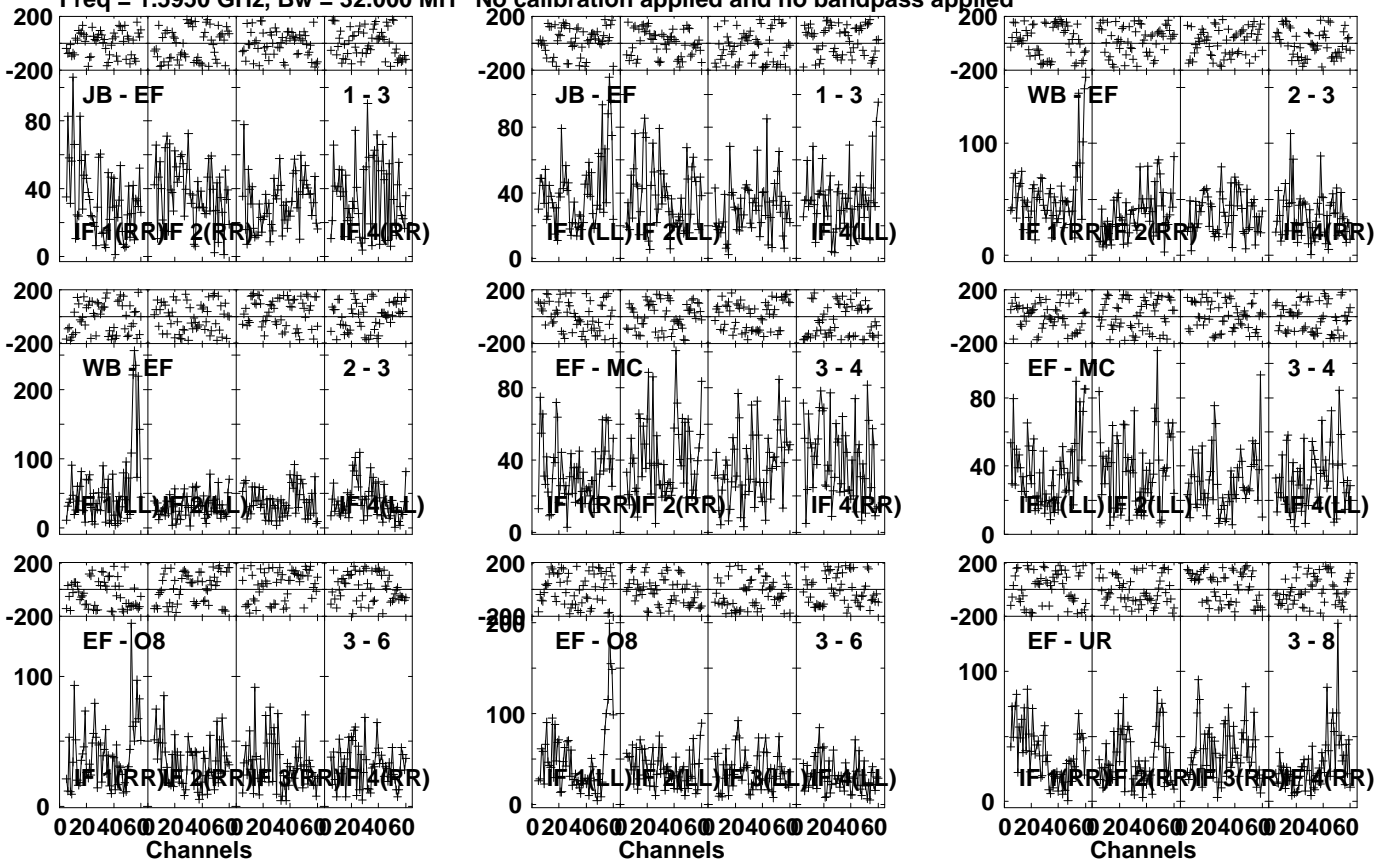 Freq = 1.5950 GHz, Bw = 32.000 MH No calibration applied and no bandpass applied
200
-200
JB - EF 1 - 3
80
40
0
IF 1(RR) IF 2(RR) IF 4(RR)
JB - EF 1 - 3
80
40
0
IF 1(LL) IF 2(LL) IF 4(LL)
200
-200
WB - EF 2 - 3
100
0
IF 1(RR) IF 2(RR) IF 4(RR)
200
-200
WB - EF 2 - 3
200
100
0
IF 1(LL) IF 2(LL) IF 4(LL)
200
-200
EF - MC 3 - 4
80
40
0
IF 1(RR) IF 2(RR) IF 4(RR)
200
-200
EF - MC 3 - 4
80
40
0
IF 1(LL) IF 2(LL) IF 4(LL)
200
-200
EF - O8 3 - 6
100
0
IF 1(RR) IF 2(RR) IF 3(RR) IF 4(RR)
0 20 40 60 0 20 40 60 0 20 40 60 0 20 40 60
Channels
200
-200
200
EF - O8 3 - 6
100
0
IF 1(LL) IF 2(LL) IF 3(LL) IF 4(LL)
0 20 40 60 0 20 40 60 0 20 40 60 0 20 40 60
Channels
200
-200
EF - UR 3 - 8
100
0
IF 1(RR) IF 2(RR) IF 3(RR) IF 4(RR)
0 20 40 60 0 20 40 60 0 20 40 60 0 20 40 60
Channels